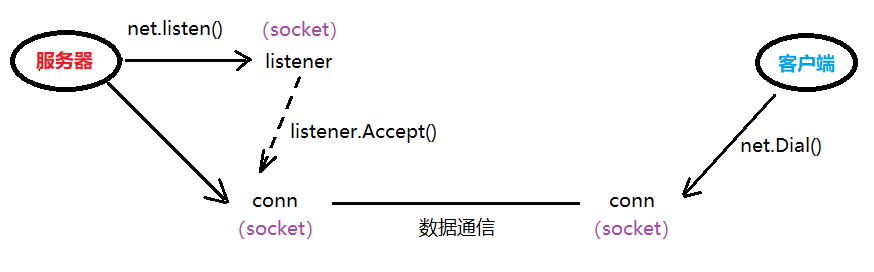 net.listen()
(socket)
服务器
listener
客户端
listener.Accept()
net.Dial()
conn
conn
(socket)
数据通信
(socket)